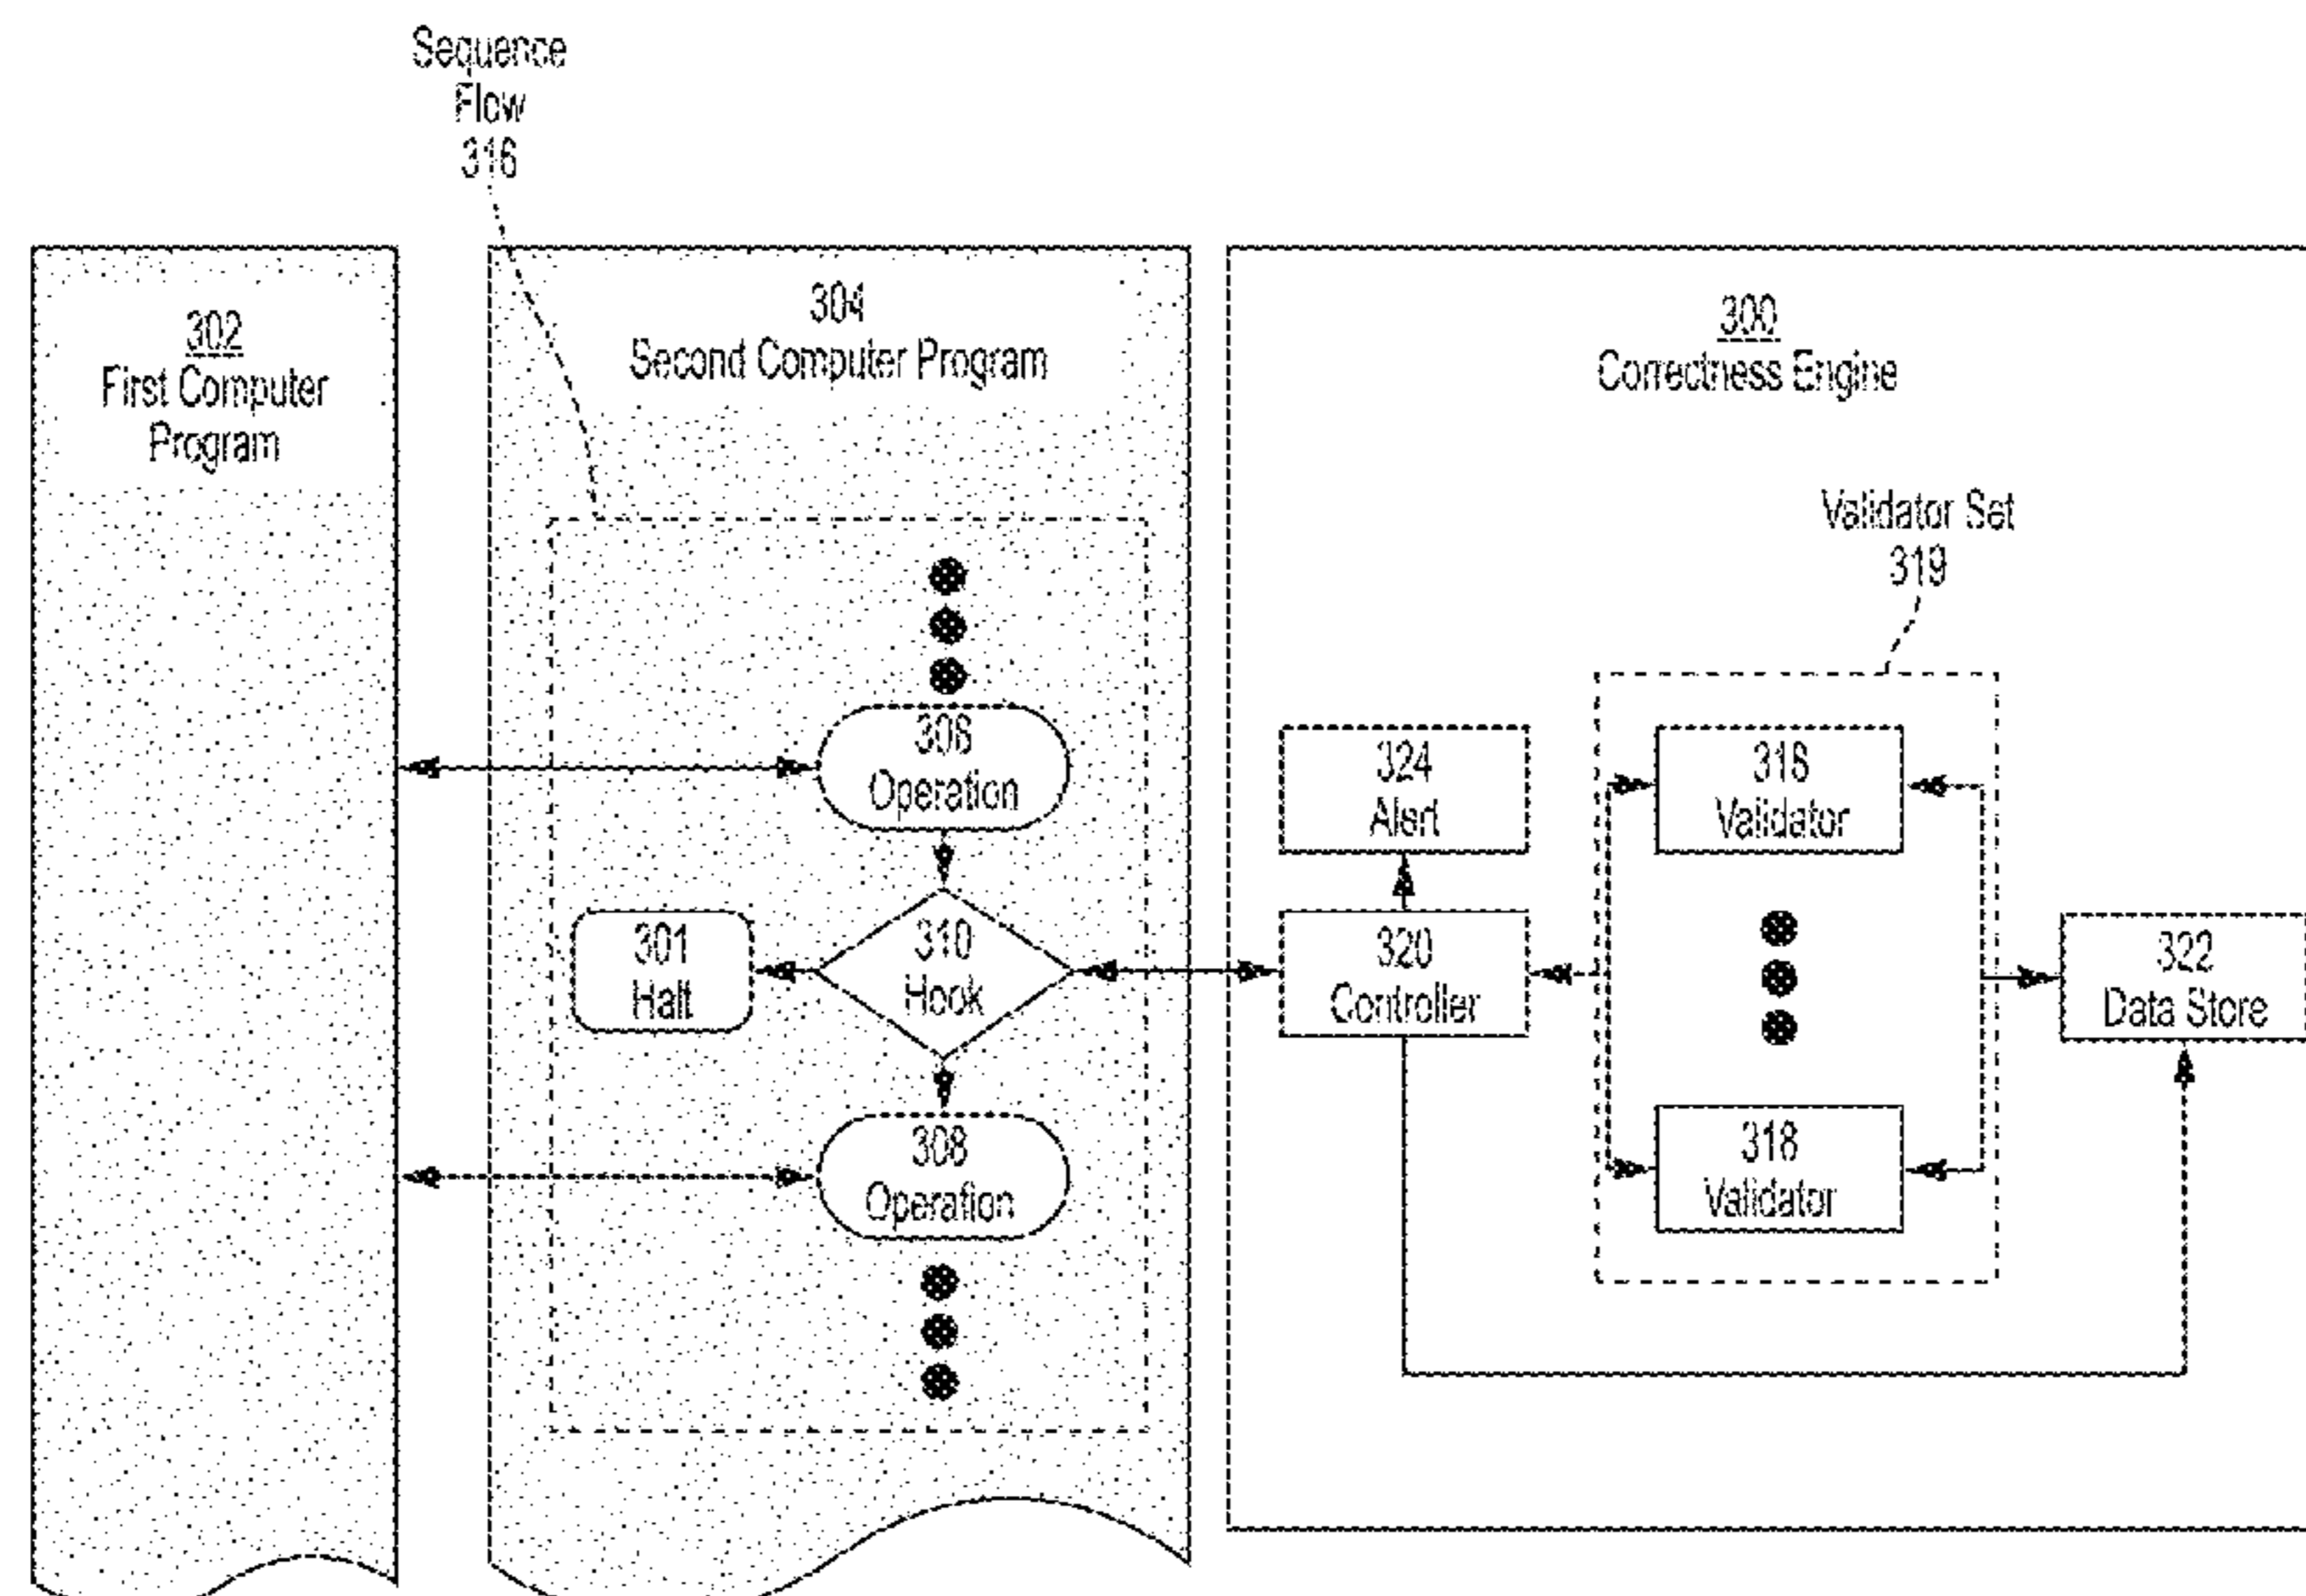 Sequence
Flow
316
302
First Computer
Program
304
Second Computer Program
300
Correctness Engine
Validator Set
319
306
Operation
324
Alert
318
Validator
301
Halt
310
Hook
320
Controller
322
Data Store
308
Operation
318
Validator